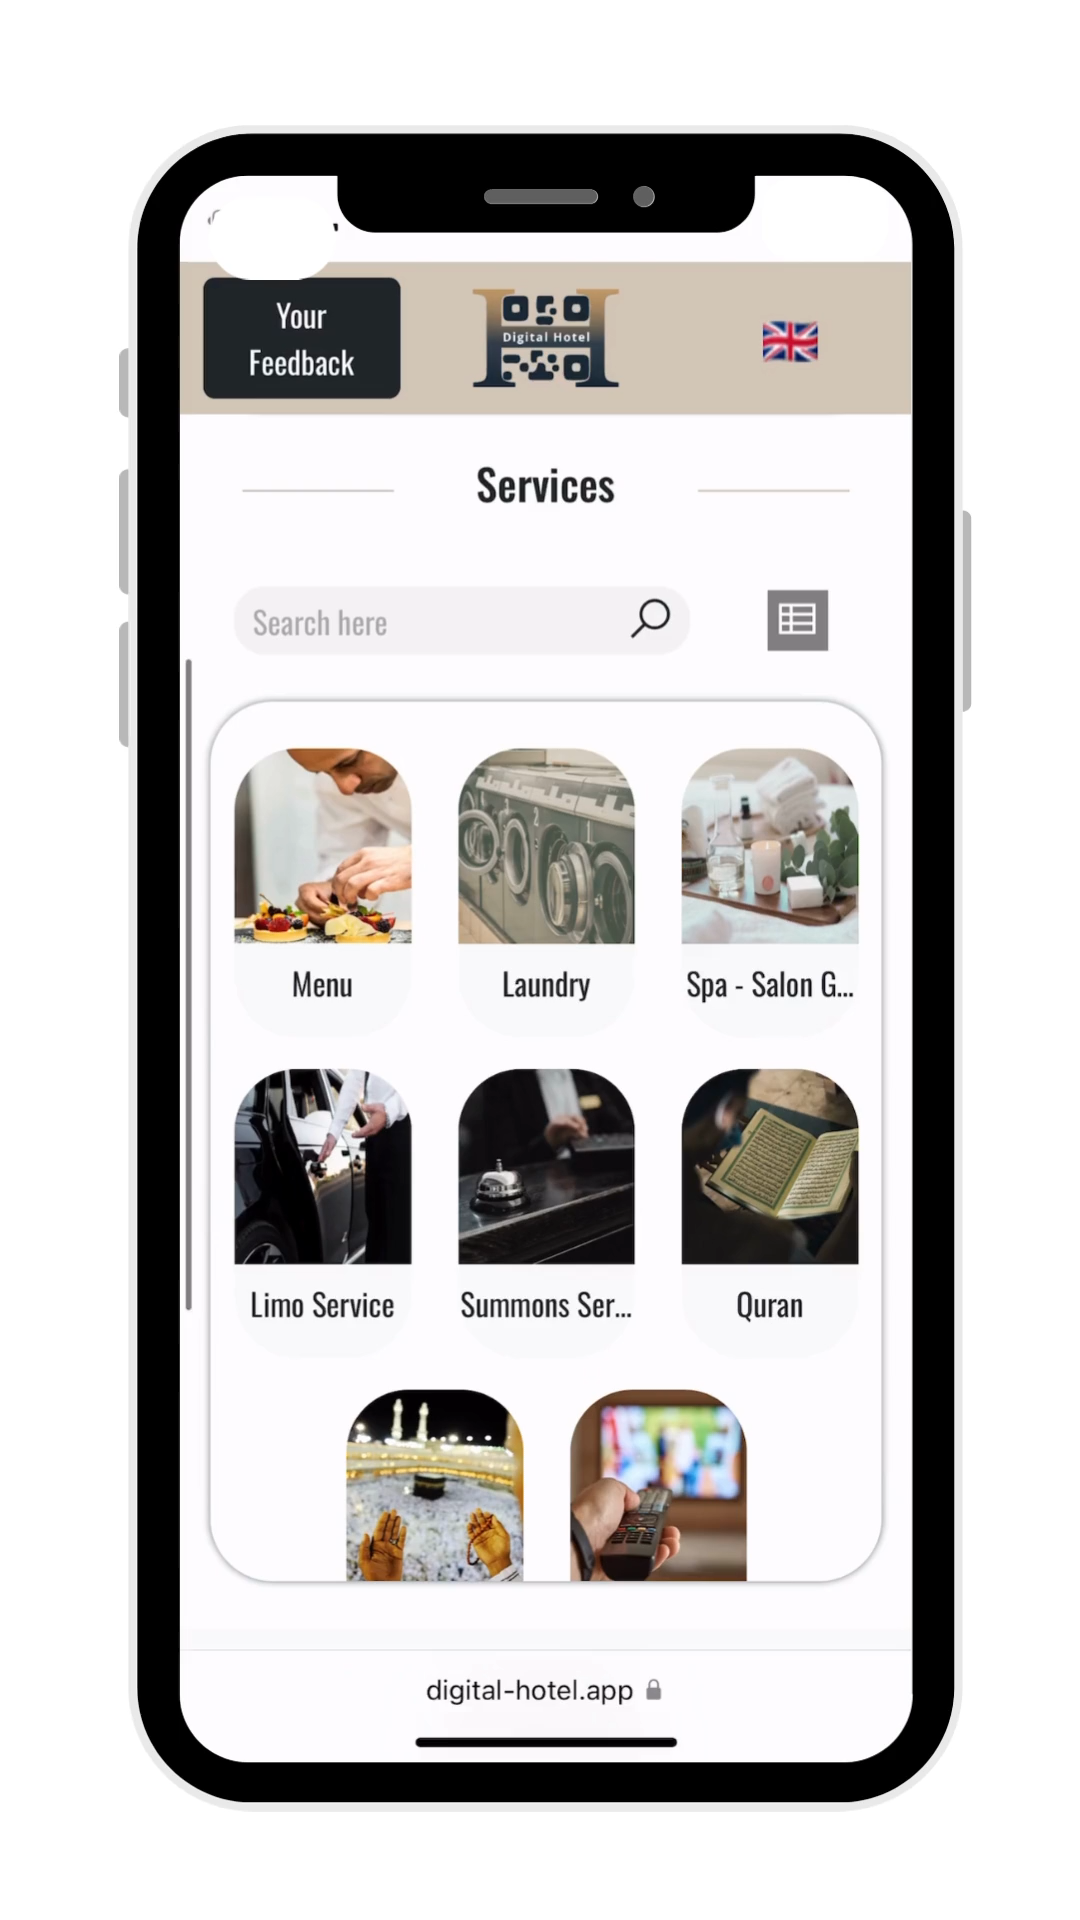 Your
Feedback
Digital Hotel
Services
Search here
Menu
Laundry
Spa - Salon G...
Limo Service
Summons Ser...
Quran
digital-hotel.app